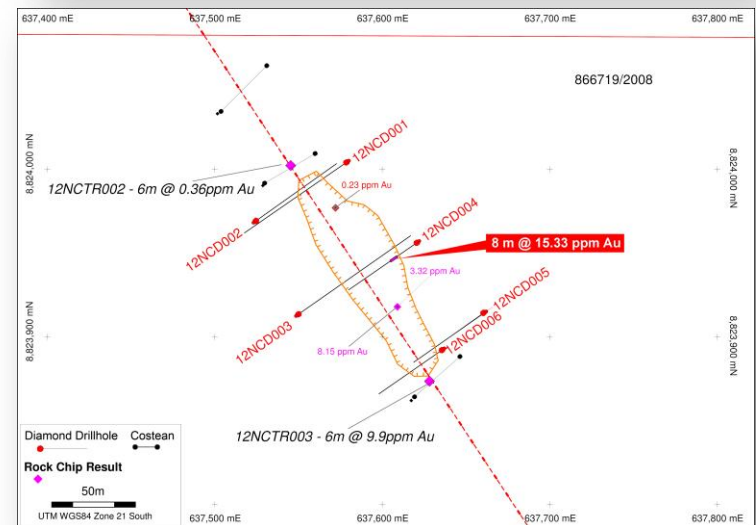 637,400 mE
637,500 mE
637,600 mE
637,700 mE
637,800 mE
866719/2008
8,824,000 mN
8,824,000 mN
12NCD001
12NCTR002 - 6m @ 0.36ppm Au
0.23 ppm Au
12NCD002
12NCD004
8 m @ 15.33 ppm Au
3.32 ppm Au
12NCD005
12NCD003
12NCD006
8,823,900 mN
8,823,900 mN
8.15 ppm Au
12NCTR003 - 6m @ 9.9ppm Au
Diamond Drillhole Costean
Rock Chip Result
50m
UTM WGS84 Zone 21 South
637,500 mE
637,600 mE
637,700 mE
637,800 mE